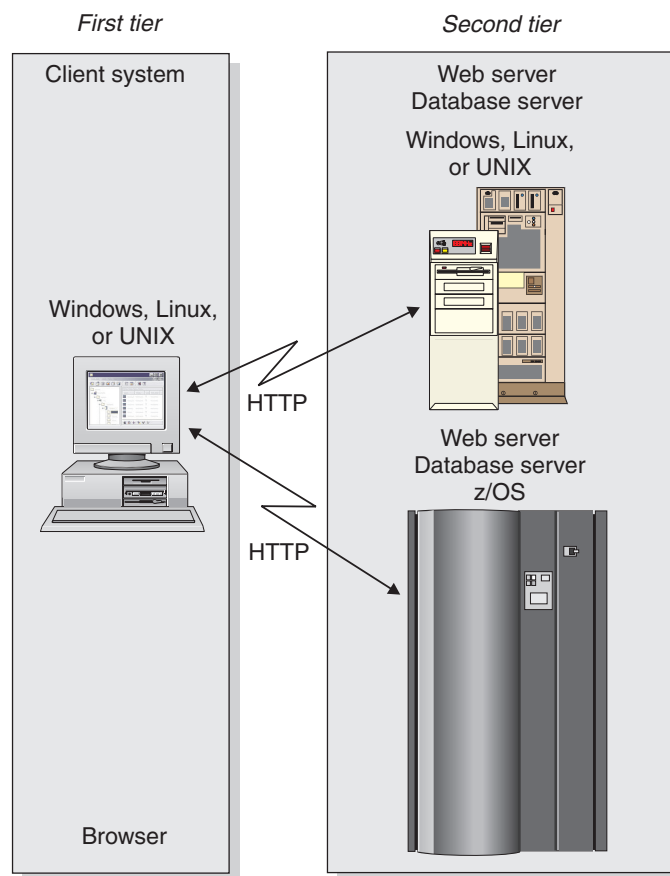 First tier
Second tier
Client system
Windows, Linux,
or UNIX
Browser
HTTP
HTTP
Web server
Database server
Windows, Linux,
or UNIX
Web server
Database server
z/OS